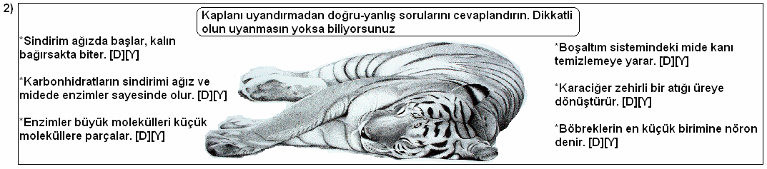 2)
Kaplanı uyandırmadan doğru-yanlış sorularını cevaplandırın. Dikkatli
olun uyanmasın yoksa biliyorsunuz
*Sindirim ağızda başlar, kalın
bağırsakta biter. [D][Y]
*Karbonhidratların sindirimi ağız ve
midede enzimler sayesinde olur. [D][Y]
*Enzimler büyük molekülleri küçük
moleküllere parçalar. [D][Y]
*Boşaltım sistemindeki mide kanı
temizlemeye yarar. [D][Y]
*Karaciğer zehirli bir atığı üreye
dönüştürür. [D][Y]
*Böbreklerin en küçük birimine nöron
denir. [D][Y]